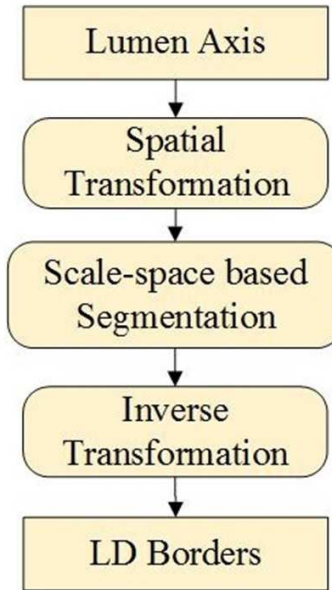 Lumen Axis
Spatial
Transformation
Scale-space based
Segmentation
Inverse
Transformation
LD Borders